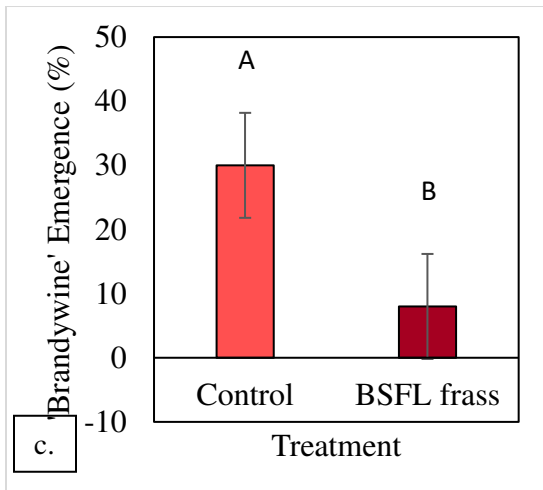 'Brandywine' Emergence (%)
50
40
30
20
10
0
-10
A
B
Control
BSFL frass
Treatment
c.